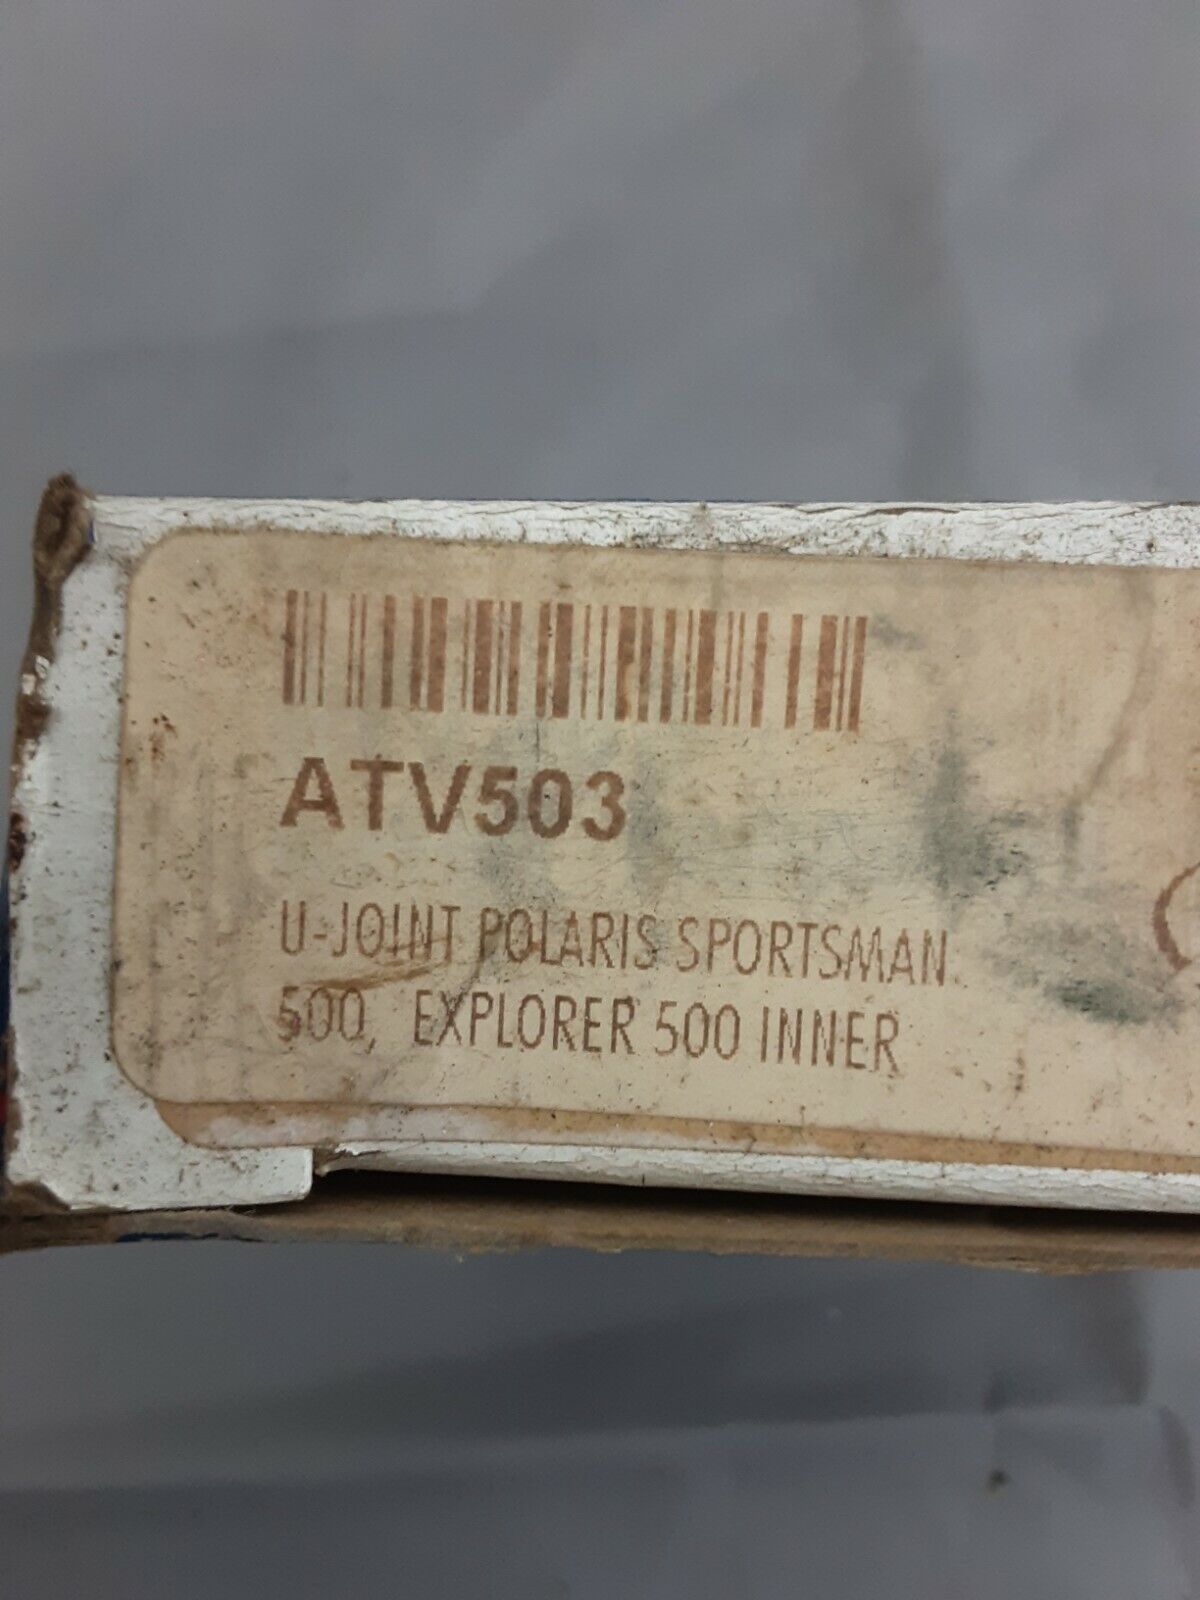 ATV503
U-JOINT POLARIS SPORTSMAN
500, EXPLORER 500 INNER